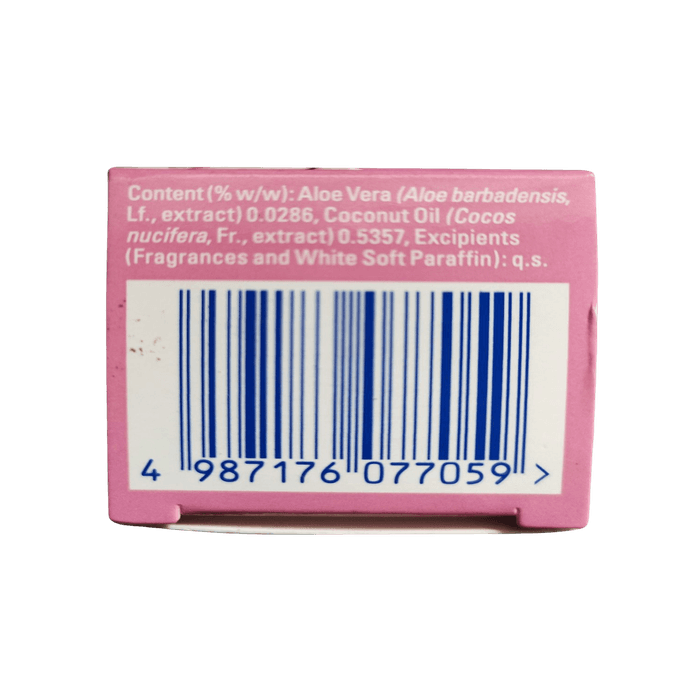 Content (% w/w): Aloe Vera (Aloe barbadensis,
Lf., extract) 0.0286, Coconut Oil (Cocos
nucifera, Fr., extract) 0.5357, Excipients
(Fragrances and White Soft Paraffin): q.s.
4 987176 077059 >